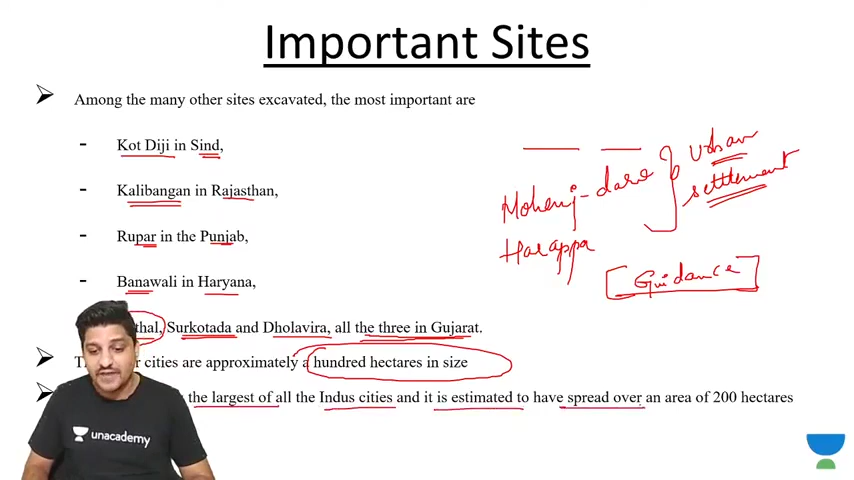 Important Sites
Among the many other sites excavated, the most important are
- Kot Diji in Sind,
- Kalibangan in Rajasthan,
- Rupar in the Punjab,
- Banawali in Haryana,
Surkotada and Dholavira, all the three in Gujarat.
cities are approximately a hundred hectares in size
the largest of all the Indus cities and it is estimated to have spread over an area of 200 hectares
Mohenj-daro
Harappa
Urban
settlement
Guidance
unacademy